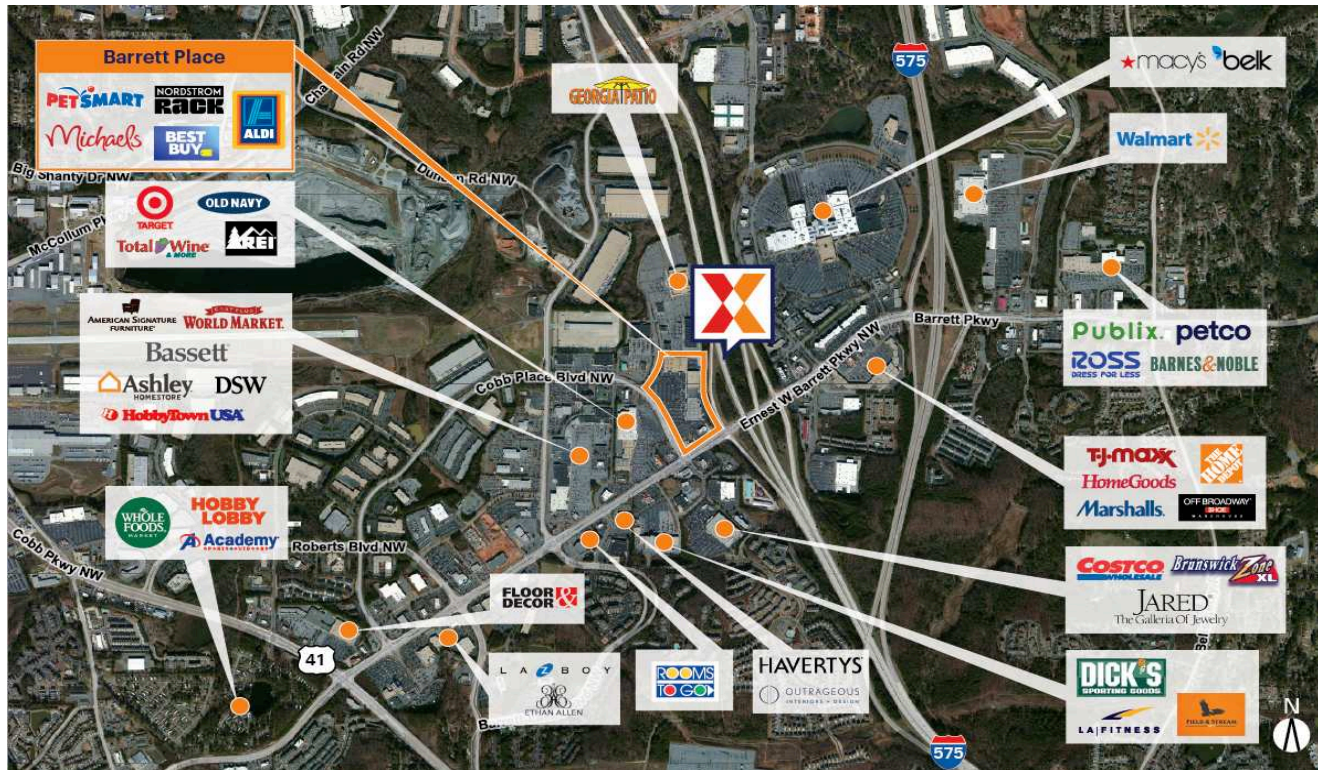 Barrett Place
PETSMART
NORDSTROM
RACK
ALDI
Michaels
BEST
BUY
Big Shanty Dr NW
Duncan Rd NW
GEORGIA PATIO
575
macy's belk
Walmart
TARGET
OLD NAVY
Total Wine
& MORE
REI
AMERICAN SIGNATURE
FURNITURE
WORLD MARKET.
Bassett
Ashley
HOMESTORE
DSW
HobbyTown USA
Cobb Place Blvd NW
Ernest W Barrett Pkwy NW
Barrett Pkwy
Publix. petco
ROSS
DRESS FOR LESS
BARNES & NOBLE
T.J.maxx
THE
HOME
DEPOT
HomeGoods
Marshalls.
OFF BROADWAY
SHOE
WAREHOUSE
WHOLE
FOODS
MARKET
HOBBY
LOBBY
Academy
SPORTS+OUTDOORS
Cobb Pkwy NW
Roberts Blvd NW
FLOOR &
DECOR
41
LA Z BOY
ETHAN ALLEN
ROOMS
TO GO
HAVERTYS
OUTRAGEOUS
INTERIORS + DESIGN
COSTCO
WHOLESALE
Brunswick Zone
XL
JARED
The Galleria Of Jewelry
DICK'S
SPORTING GOODS
LA FITNESS
FIELD & STREAM
575
N